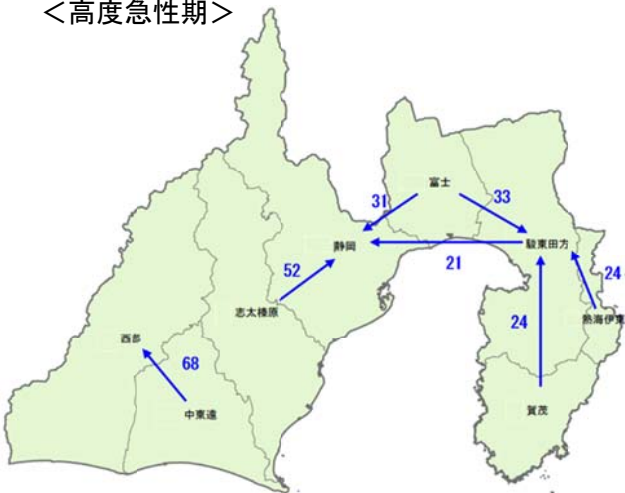 ＜高度急性期＞
富士
31
33
静岡
駿東田方
21
24
52
志太榛原
熱海伊東
24
西部
68
中東遠
賀茂